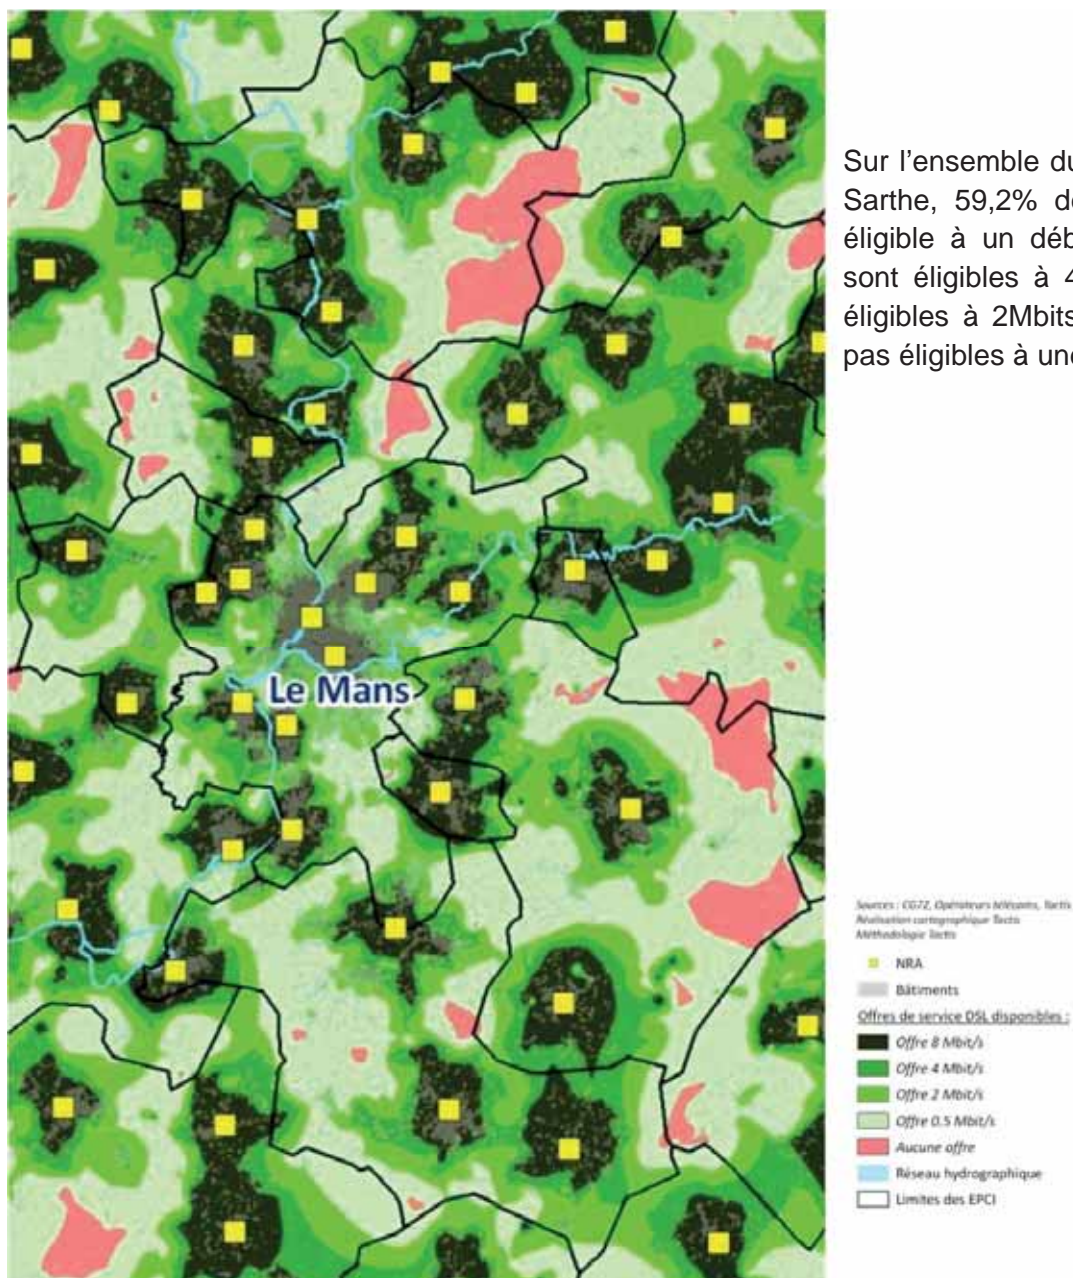 Sur l’ensemble du
Sarthe, 59,2% de
éligible à un déb
sont éligibles à 4
éligibles à 2Mbits
pas éligibles à une
Le Mans
Sources : CG72, Opérateurs télécoms, Tactis
Réalisation cartographique Tactis
Méthodologie Tactis
NRA
Bâtiments
Offres de service DSL disponibles :
Offre 8 Mbit/s
Offre 4 Mbit/s
Offre 2 Mbit/s
Offre 0.5 Mbit/s
Aucune offre
Réseau hydrographique
Limites des EPCI